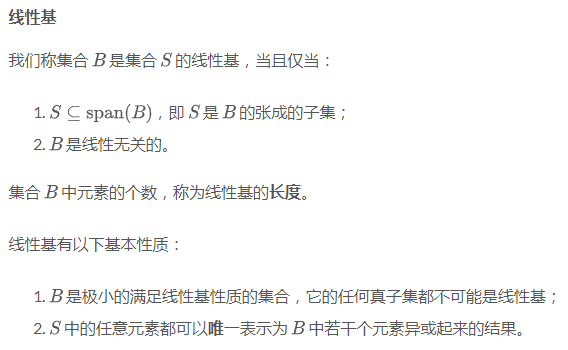 线性基
我们称集合 B 是集合 S 的线性基，当且仅当：
1. S ⊆ span(B)，即 S 是 B 的张成的子集；
2. B 是线性无关的。
集合 B 中元素的个数，称为线性基的长度。
线性基有以下基本性质：
1. B 是极小的满足线性基性质的集合，它的任何真子集都不可能是线性基；
2. S 中的任意元素都可以唯一表示为 B 中若干个元素异或起来的结果。